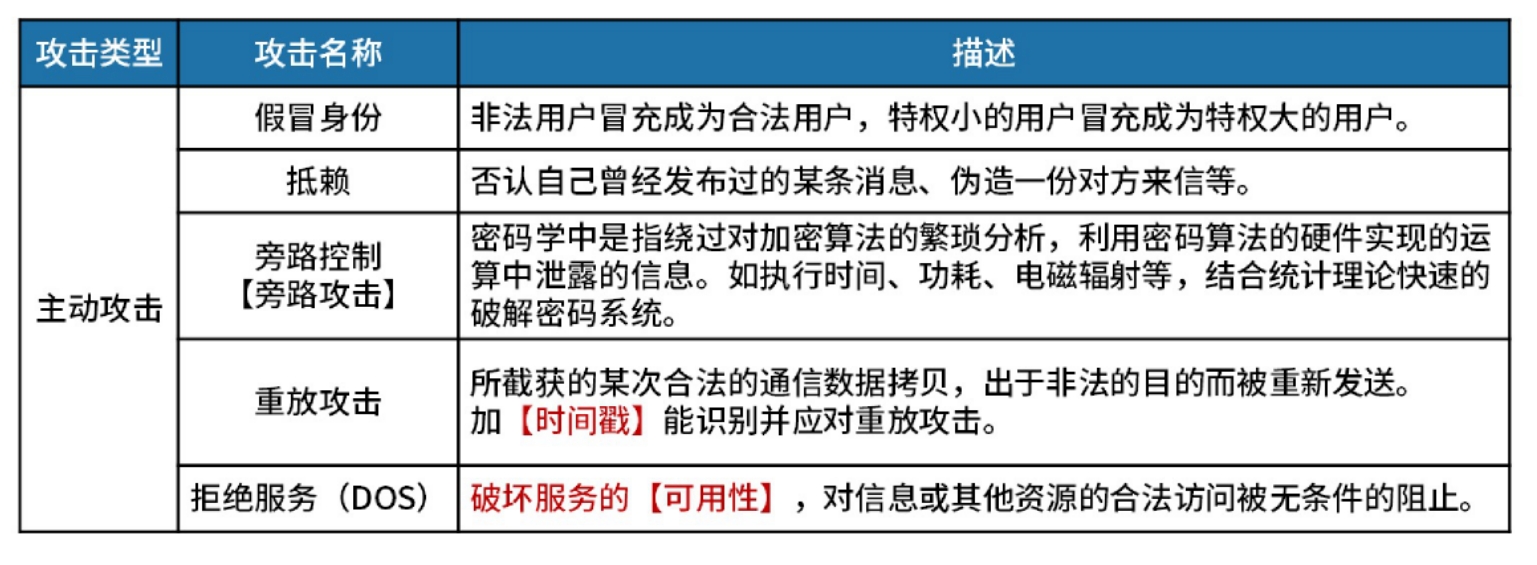 攻击类型 攻击名称 描述
主动攻击
假冒身份 非法用户冒充成为合法用户，特权小的用户冒充成为特权大的用户。
抵赖 否认自己曾经发布过的某条消息、伪造一份对方来信等。
旁路控制
【旁路攻击】
密码学中是指绕过对加密算法的繁琐分析，利用密码算法的硬件实现的运
算中泄露的信息。如执行时间、功耗、电磁辐射等，结合统计理论快速的
破解密码系统。
重放攻击
所截获的某次合法的通信数据拷贝，出于非法的目的而被重新发送。
加【时间戳】能识别并应对重放攻击。
拒绝服务（DOS） 破坏服务的【可用性】，对信息或其他资源的合法访问被无条件的阻止。